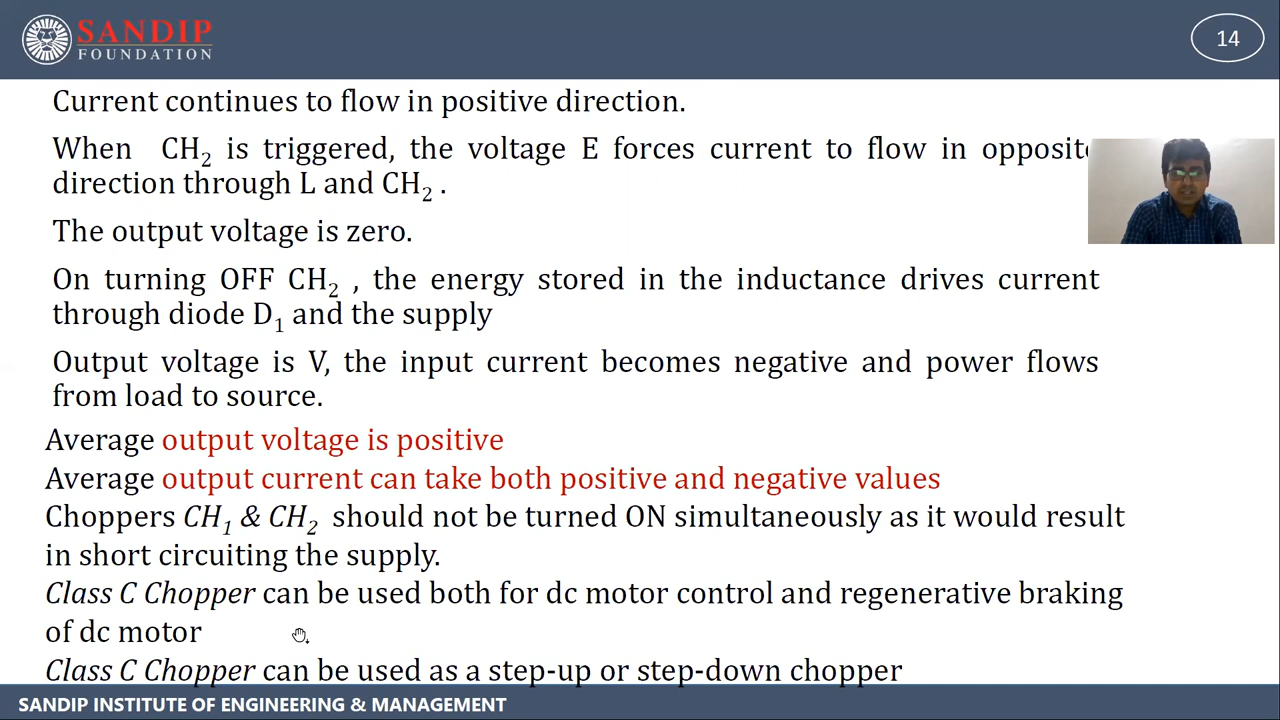 SANDIP
FOUNDATION
14
Current continues to flow in positive direction.
When CH2 is triggered, the voltage E forces current to flow in opposite
direction through L and CH2 .
The output voltage is zero.
On turning OFF CH2 , the energy stored in the inductance drives current
through diode D1 and the supply
Output voltage is V, the input current becomes negative and power flows
from load to source.
Average output voltage is positive
Average output current can take both positive and negative values
Choppers CH1 & CH2 should not be turned ON simultaneously as it would result
in short circuiting the supply.
Class C Chopper can be used both for dc motor control and regenerative braking
of dc motor
Class C Chopper can be used as a step-up or step-down chopper
SANDIP INSTITUTE OF ENGINEERING & MANAGEMENT